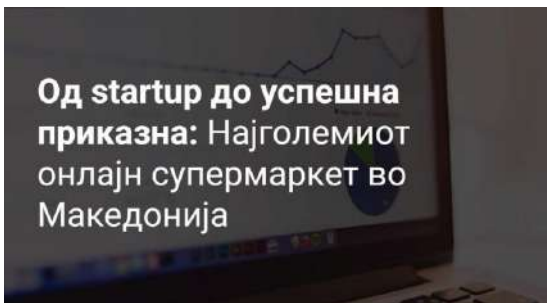 Од startup до успешна
приказна: Најголемиот
онлајн супермаркет во
Македонија